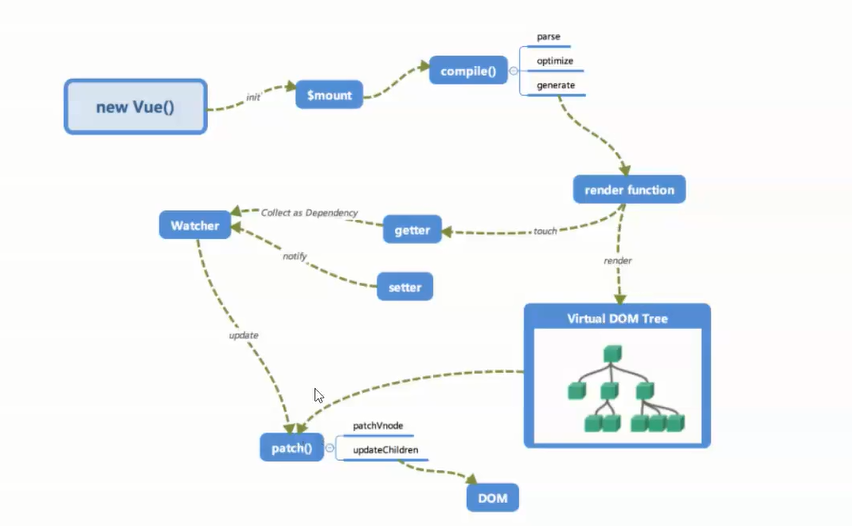 parse
optimize
compile()
generate
$mount
init
new Vue()
render function
Collect as Dependency
Watcher
getter
touch
notify
render
setter
Virtual DOM Tree
update
patchVnode
patch()
updateChildren
DOM